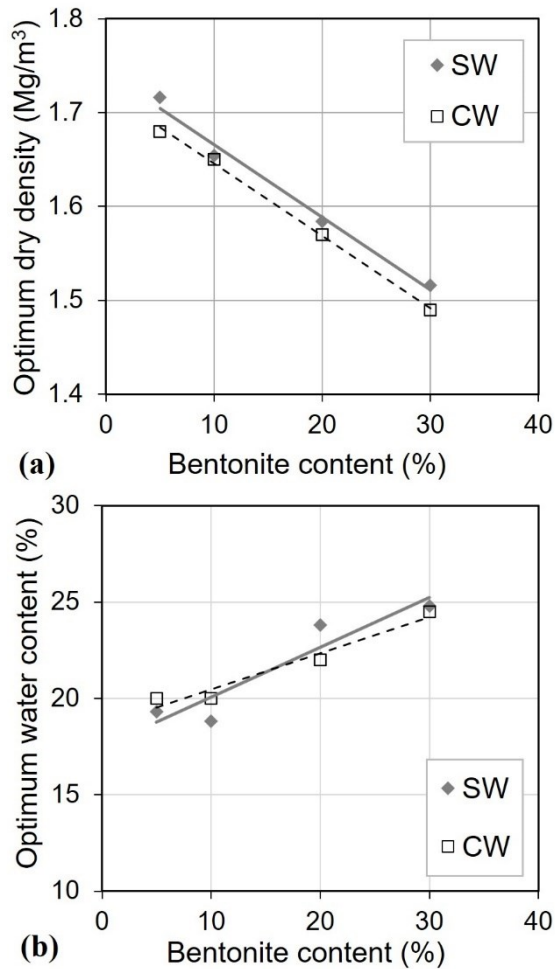 Optimum dry density (Mg/m³)
1.8
1.7
1.6
1.5
1.4
SW
CW
0 10 20 30 40
(a) Bentonite content (%)
Optimum water content (%)
30
25
20
15
10
SW
CW
0 10 20 30 40
(b) Bentonite content (%)